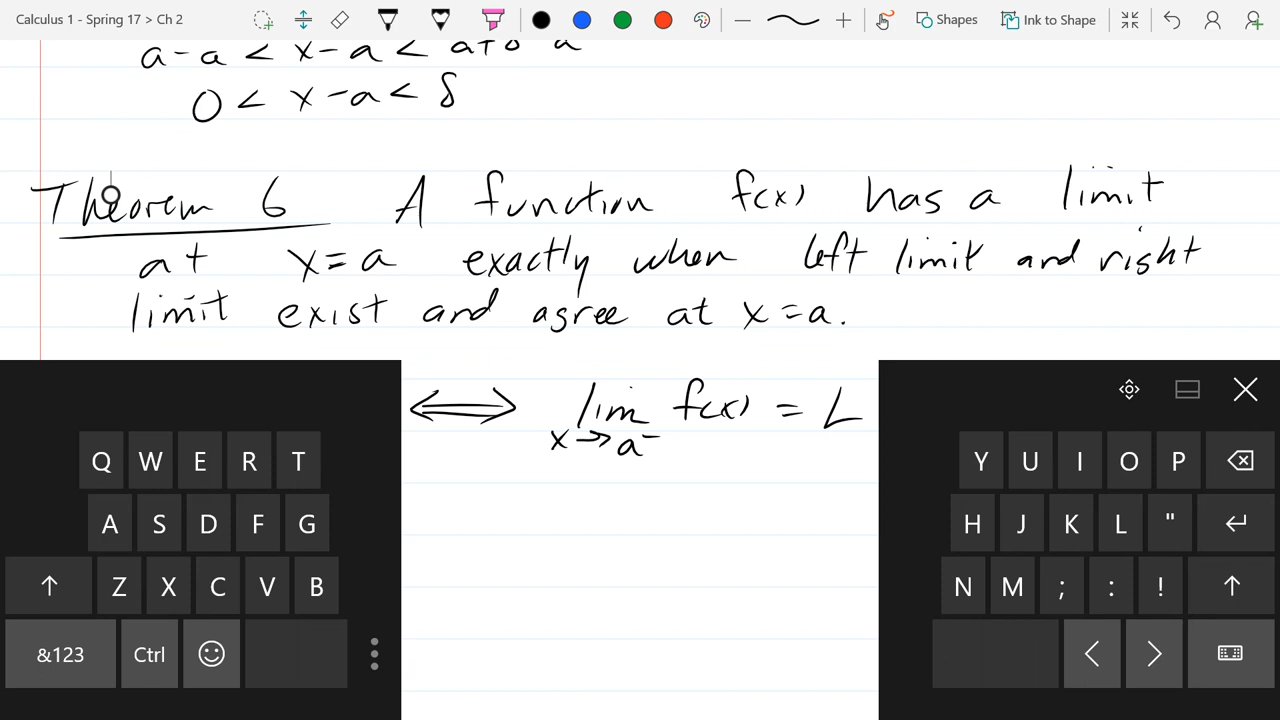 Calculus 1 - Spring 17 > Ch 2
Shapes
Ink to Shape
a-a < x-a < a+δ a
0 < x-a < δ
Theorem 6 A function f(x) has a limit
at x=a exactly when left limit and right
limit exist and agree at x=a.
⟺ lim f(x) = L
x→a⁻
Q W E R T Y U I O P
A S D F G H J K L "
Z X C V B N M ; : !
&123 Ctrl